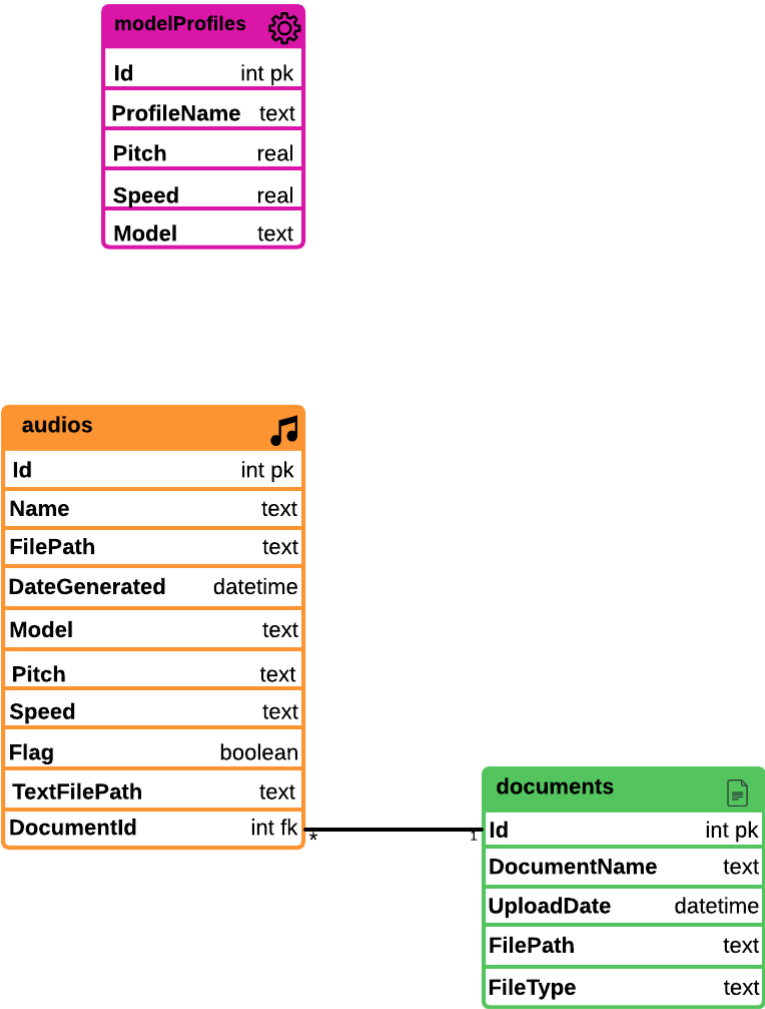 modelProfiles
Id int pk
ProfileName text
Pitch real
Speed real
Model text
audios
Id int pk
Name text
FilePath text
DateGenerated datetime
Model text
Pitch text
Speed text
Flag boolean
TextFilePath text
DocumentId int fk
* 1
documents
Id int pk
DocumentName text
UploadDate datetime
FilePath text
FileType text